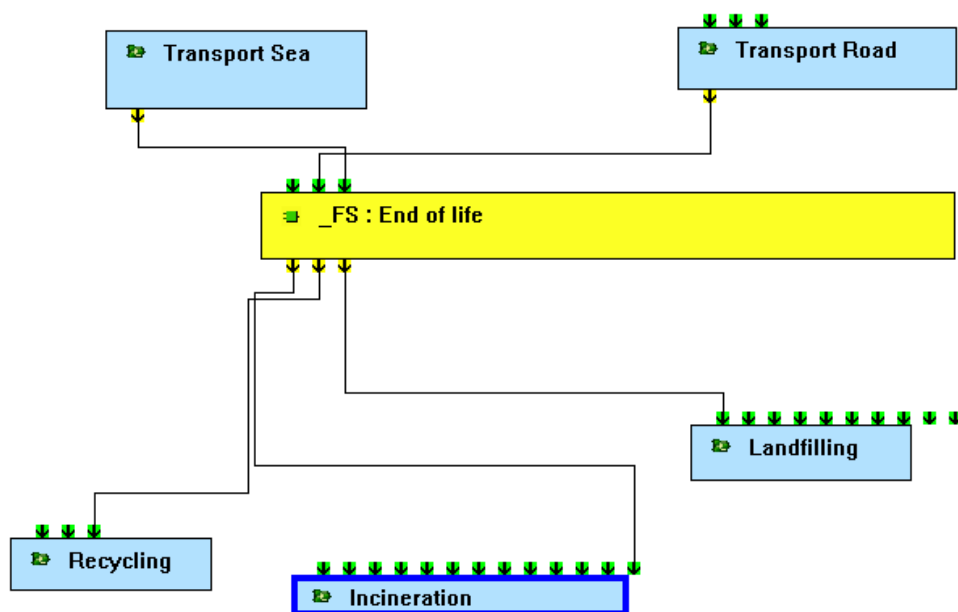 Transport Sea
Transport Road
_FS : End of life
Landfilling
Recycling
Incineration